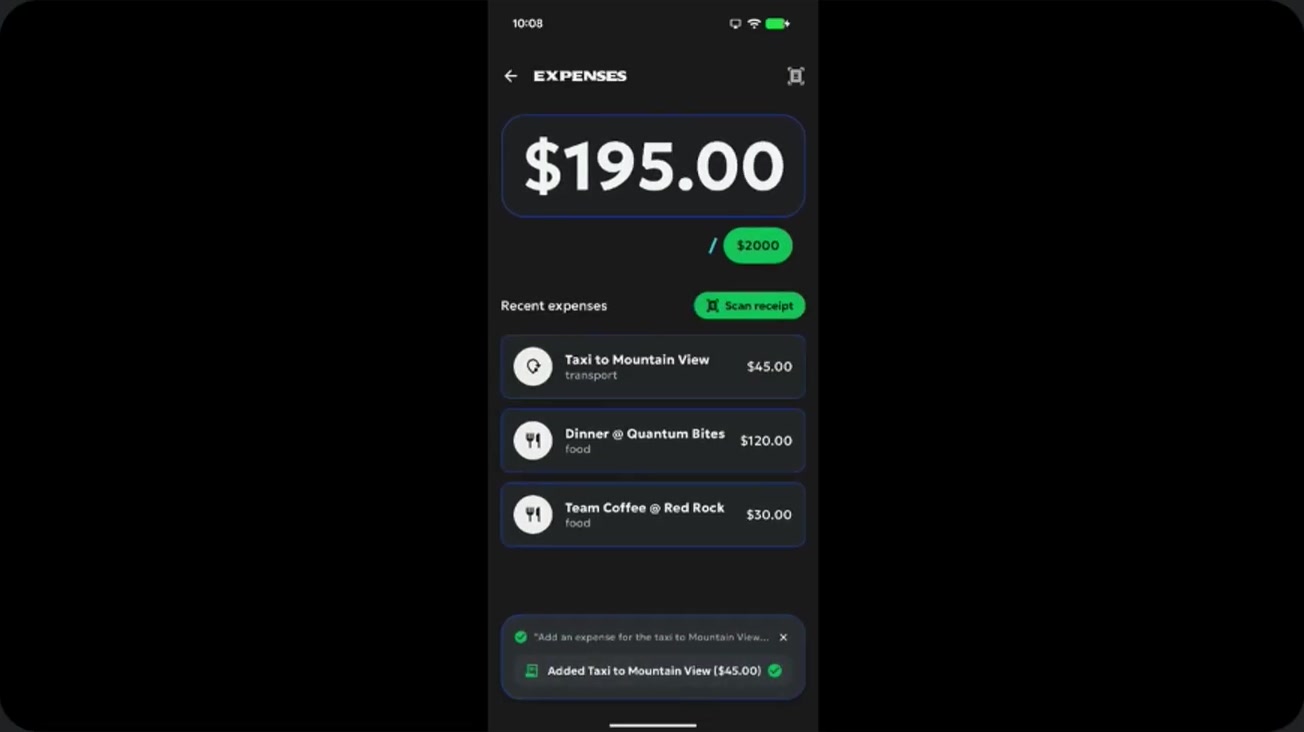 10:08
EXPENSES
$195.00
/ $2000
Recent expenses
Scan receipt
Taxi to Mountain View
transport
$45.00
Dinner @ Quantum Bites
food
$120.00
Team Coffee @ Red Rock
food
$30.00
"Add an expense for the taxi to Mountain View...
Added Taxi to Mountain View ($45.00)